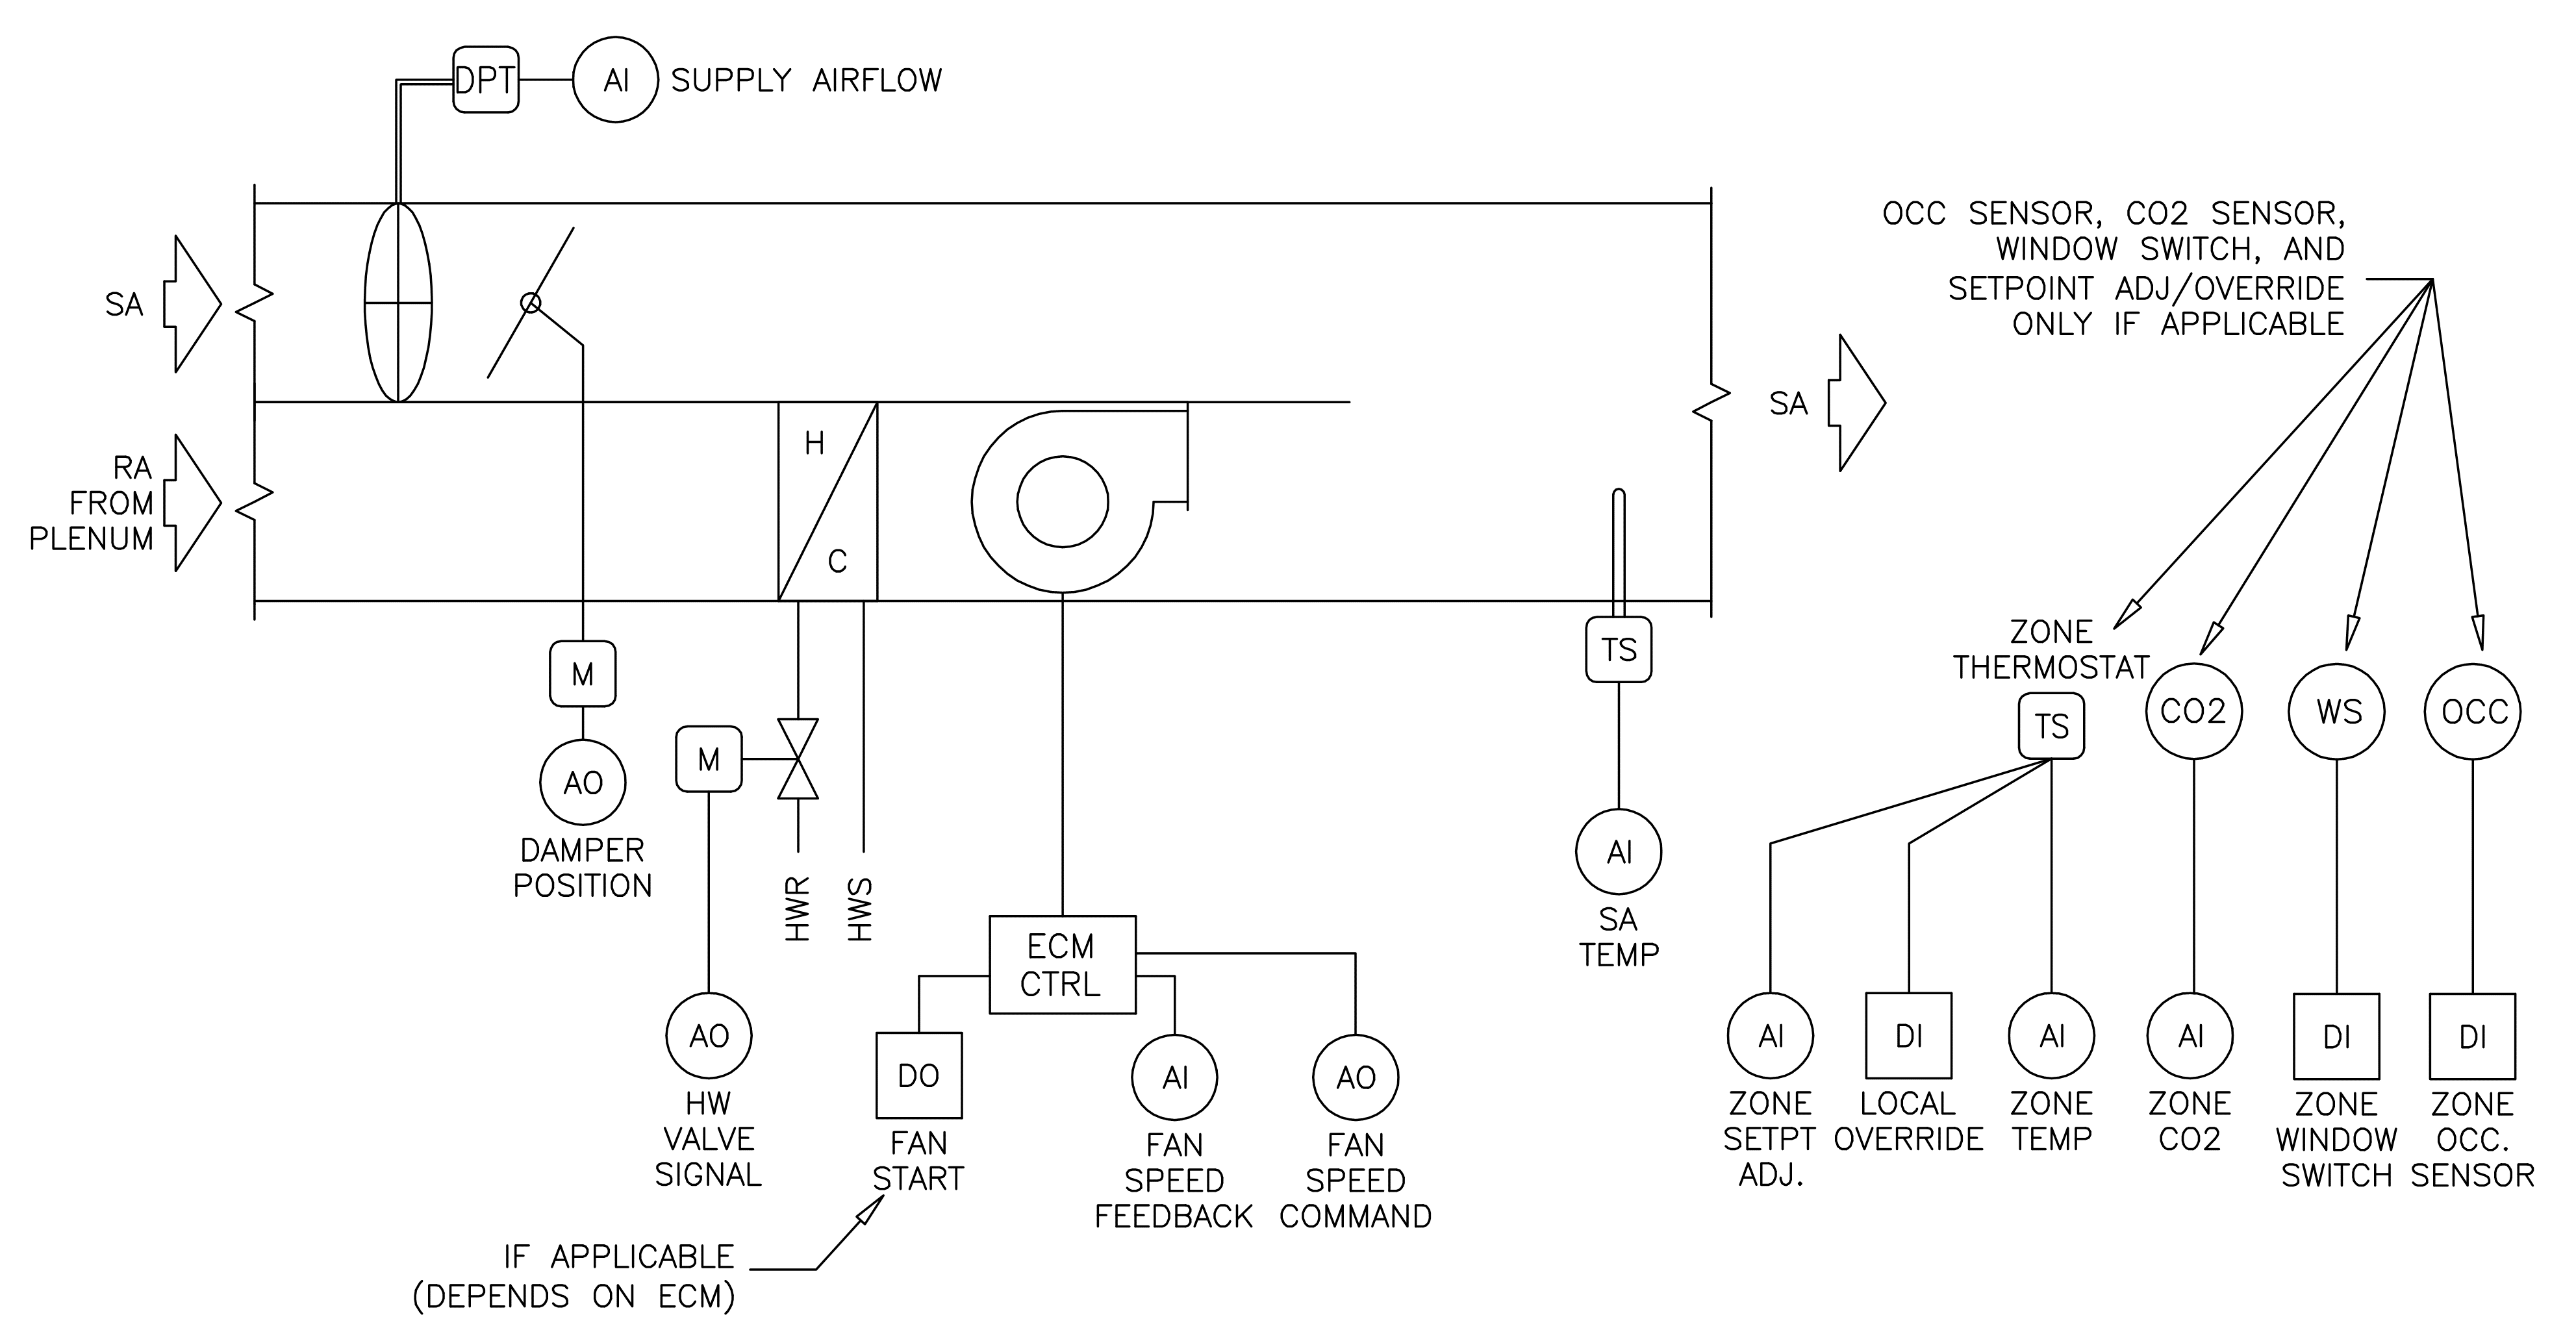 DPT
AI
SUPPLY AIRFLOW
SA
RA
FROM
PLENUM
H
C
SA
OCC SENSOR, CO2 SENSOR,
WINDOW SWITCH, AND
SETPOINT ADJ/OVERRIDE
ONLY IF APPLICABLE
M
AO
DAMPER
POSITION
M
AO
HW
VALVE
SIGNAL
HWR
HWS
ECM
CTRL
DO
FAN
START
IF APPLICABLE
(DEPENDS ON ECM)
AI
FAN
SPEED
FEEDBACK
AO
FAN
SPEED
COMMAND
TS
AI
SA
TEMP
ZONE
THERMOSTAT
TS
CO2
WS
OCC
AI
ZONE
SETPT
ADJ.
DI
LOCAL
OVERRIDE
AI
ZONE
TEMP
AI
ZONE
CO2
DI
ZONE
WINDOW
SWITCH
DI
ZONE
OCC.
SENSOR